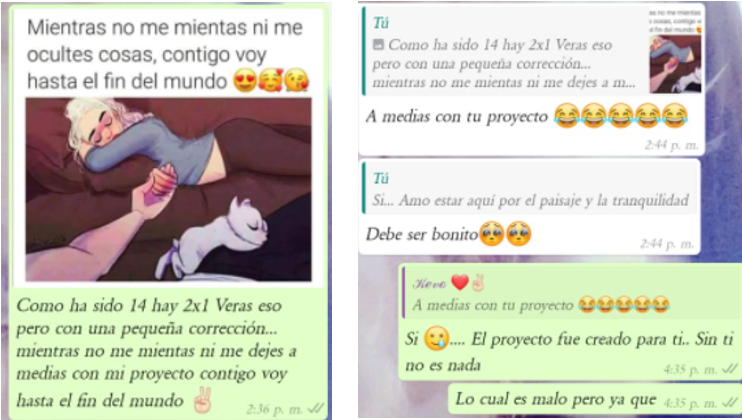 Mientras no me mientas ni me
ocultes cosas, contigo voy
hasta el fin del mundo 😍🥰😘
Como ha sido 14 hay 2x1 Veras eso
pero con una pequeña corrección...
mientras no me mientas ni me dejes a
medias con mi proyecto contigo voy
hasta el fin del mundo ✌🏻
2:36 p. m.
Tú
Como ha sido 14 hay 2x1 Veras eso
pero con una pequeña corrección...
mientras no me mientas ni me dejes a m...
A medias con tu proyecto 😂😂😂😂😂
2:44 p. m.
Tú
Si... Amo estar aquí por el paisaje y la tranquilidad
Debe ser bonito🥺🥺
2:44 p. m.
Kevo ❤✌🏻
A medias con tu proyecto 😂😂😂😂😂
Si 🥲.... El proyecto fue creado para ti.. Sin ti
no es nada
4:35 p. m.
Lo cual es malo pero ya que
4:35 p. m.